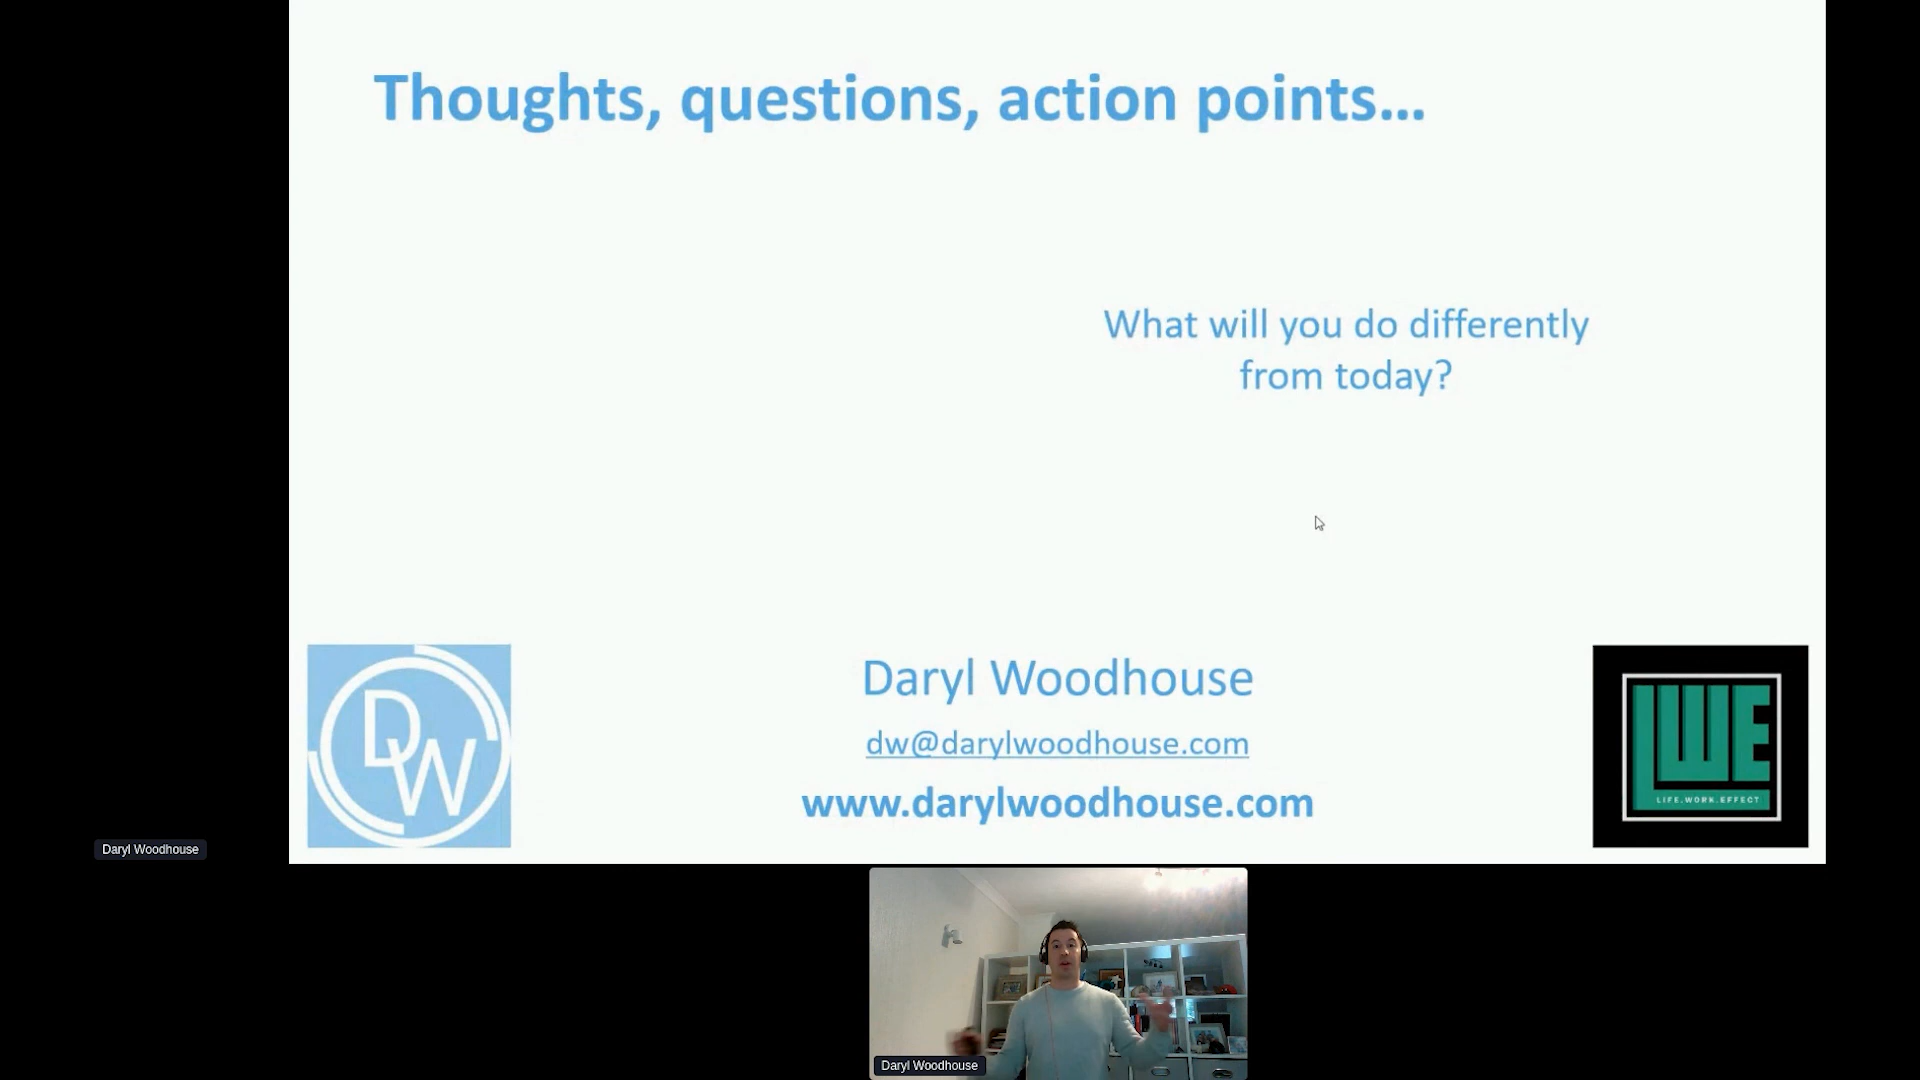 Thoughts, questions, action points...
What will you do differently
from today?
DW
Daryl Woodhouse
dw@darylwoodhouse.com
www.darylwoodhouse.com
LWE
LIFE.WORK.EFFECT
Daryl Woodhouse
Daryl Woodhouse